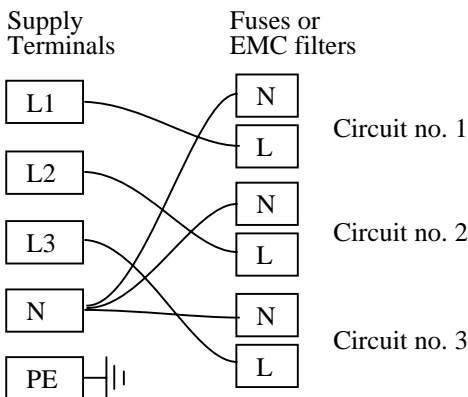 Supply
Terminals
Fuses or
EMC filters
L1
L2
L3
N
PE
N
L
Circuit no. 1
N
L
Circuit no. 2
N
L
Circuit no. 3